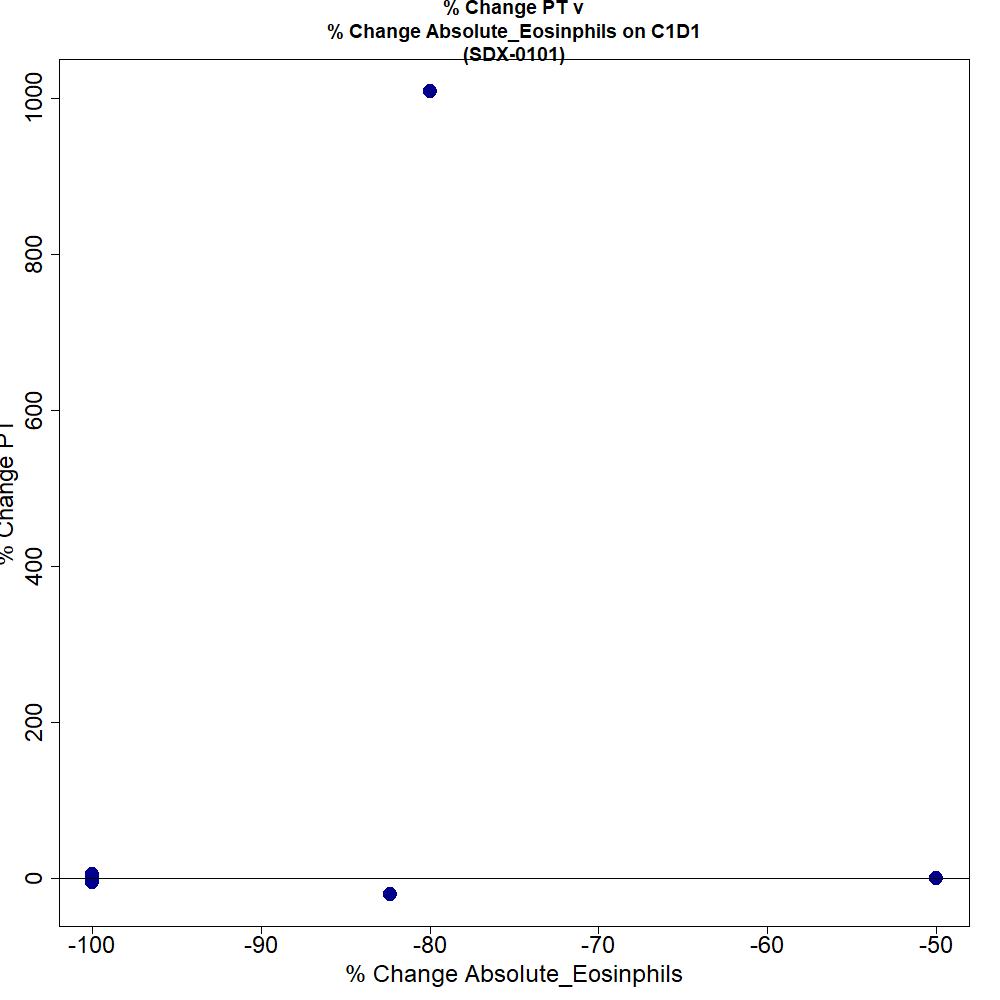 % Change PT v
% Change Absolute_Eosinphils on C1D1
(SDX-0101)
1000
800
600
400
200
0
% Change PT
-100
-90
-80
-70
-60
-50
% Change Absolute_Eosinphils